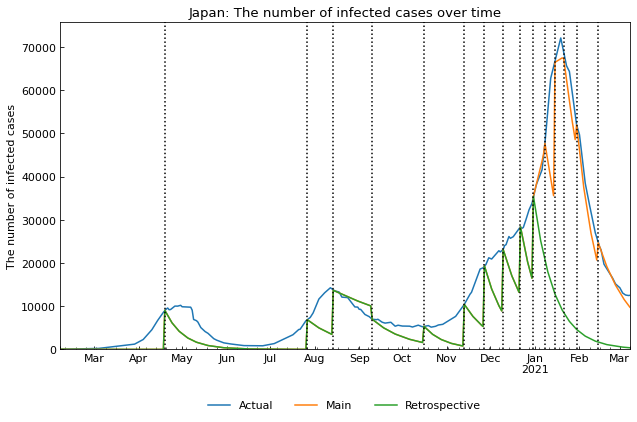 Japan: The number of infected cases over time
The number of infected cases
70000
60000
50000
40000
30000
20000
10000
0
Mar Apr May Jun Jul Aug Sep Oct Nov Dec Jan Feb Mar
2021
Actual Main Retrospective